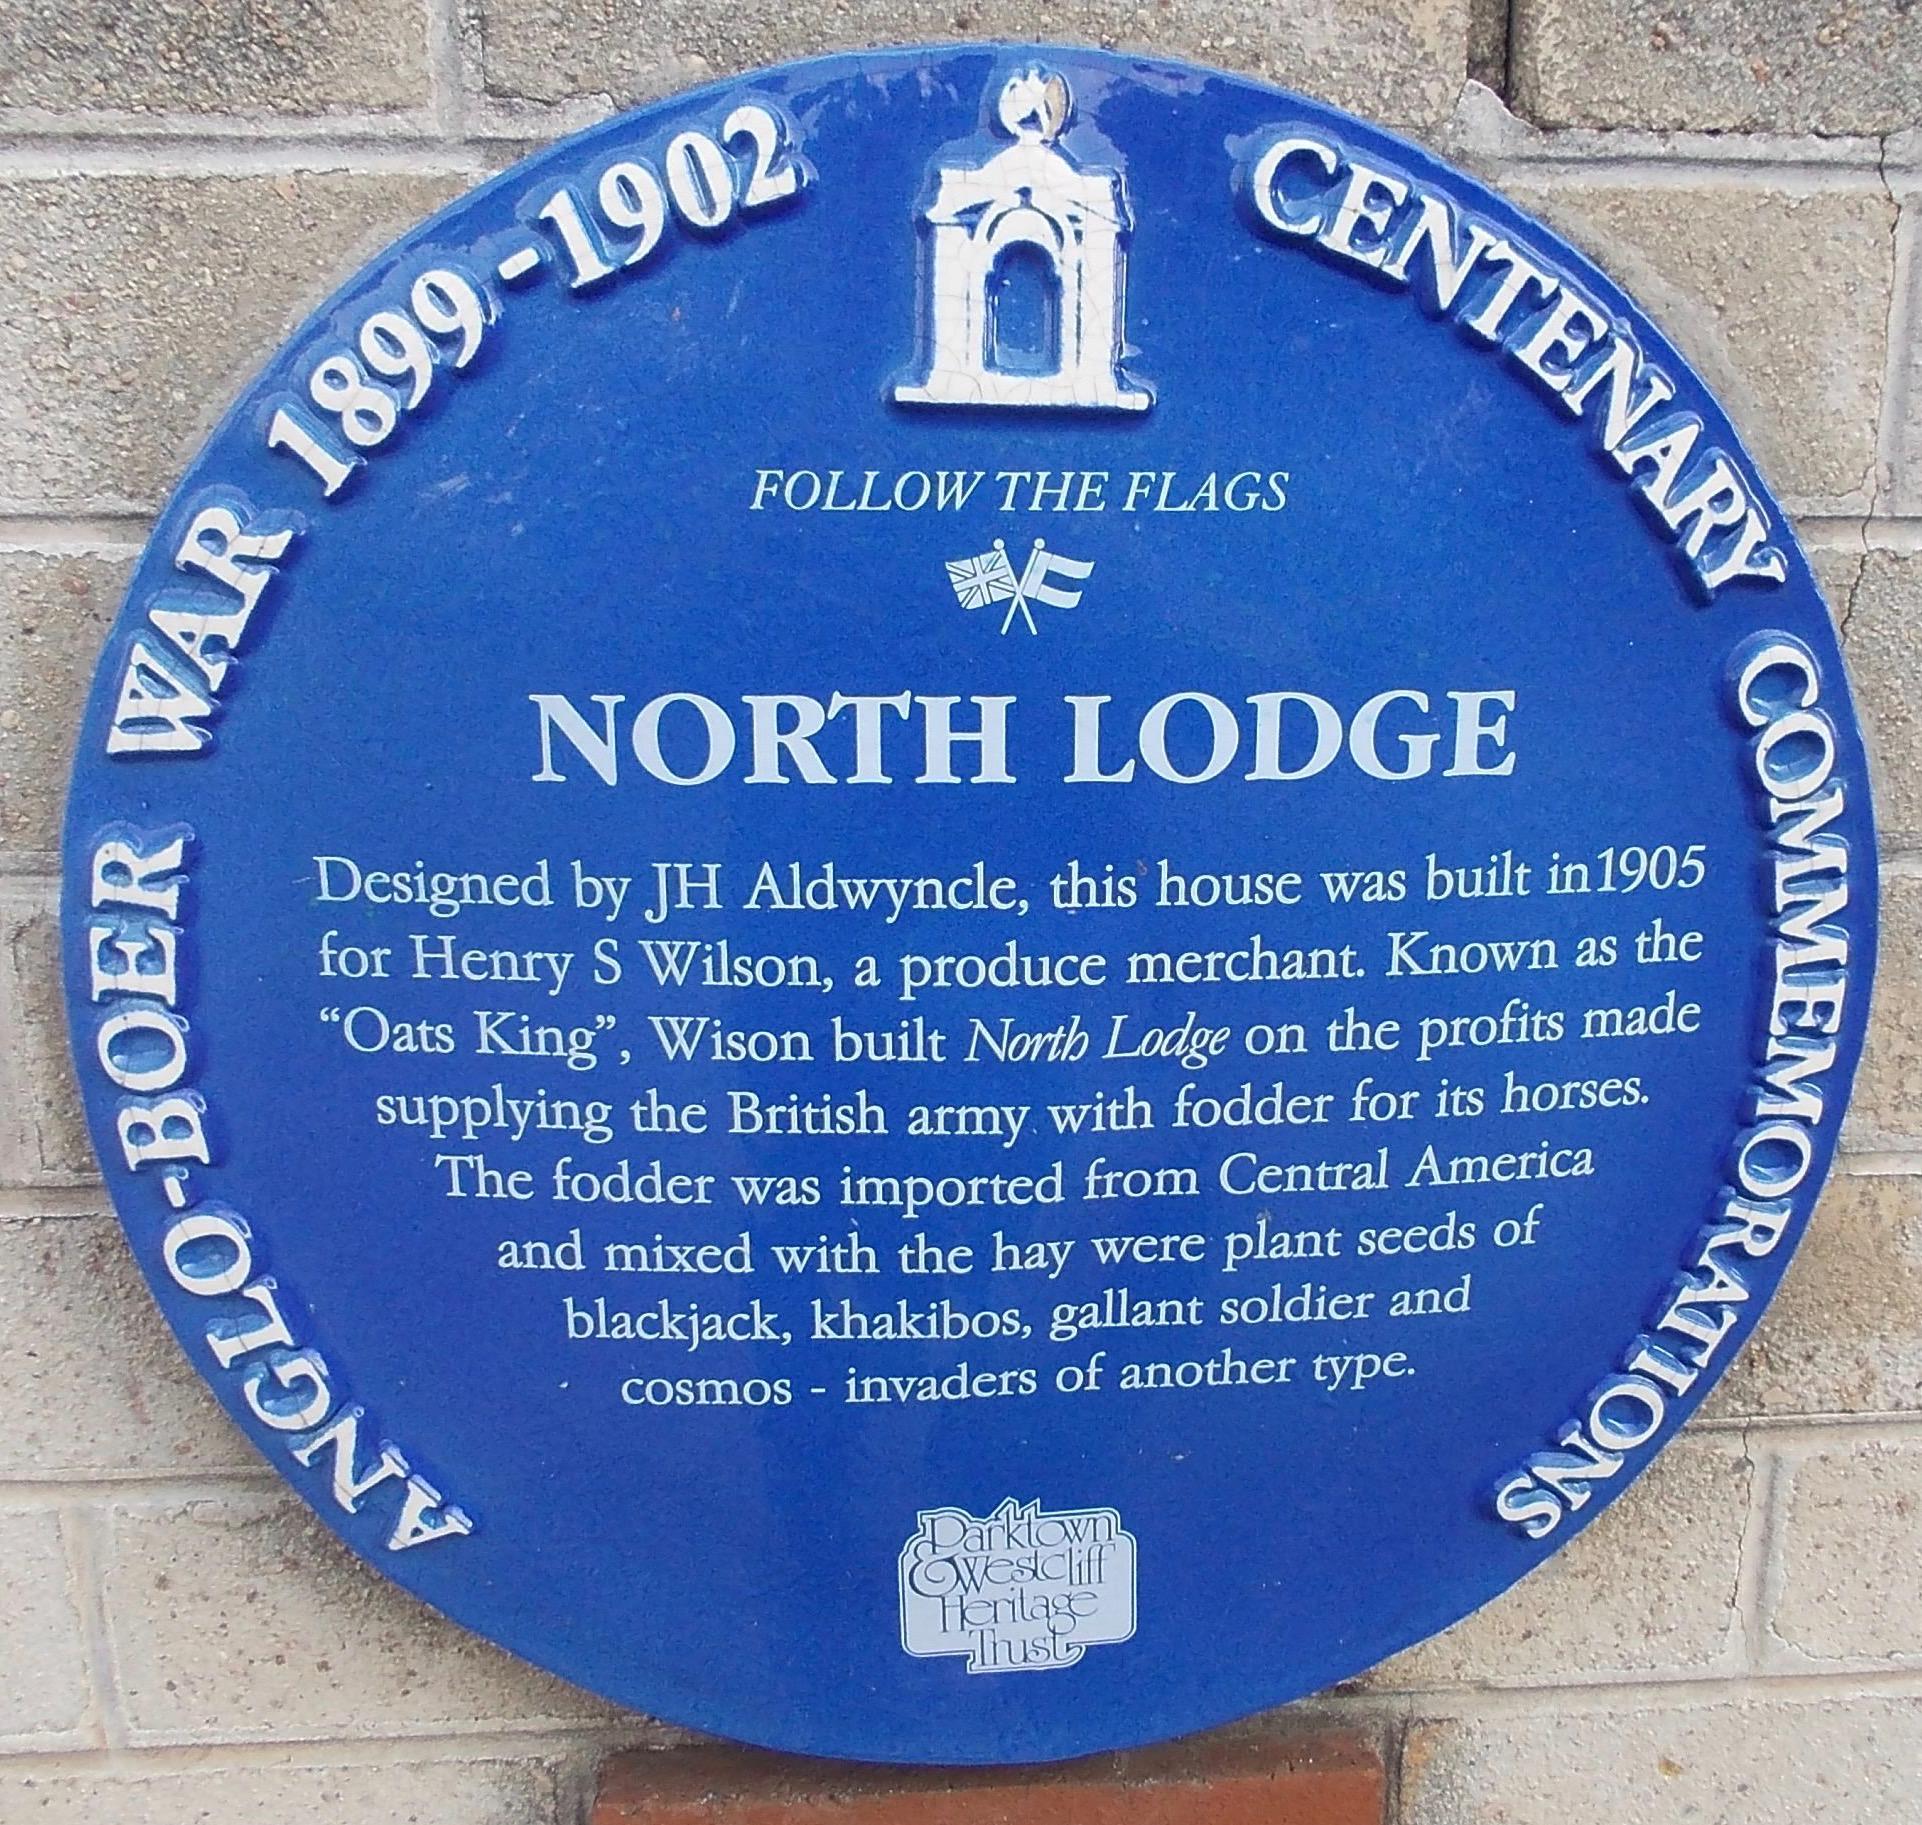 ANGLO-BOER WAR 1899-1902 CENTENARY COMMEMORATIONS
FOLLOW THE FLAGS
NORTH LODGE
Designed by JH Aldwyncle, this house was built in 1905
for Henry S Wilson, a produce merchant. Known as the
“Oats King”, Wison built North Lodge on the profits made
supplying the British army with fodder for its horses.
The fodder was imported from Central America
and mixed with the hay were plant seeds of
blackjack, khakibos, gallant soldier and
cosmos - invaders of another type.
Parktown
& Westcliff
Heritage
Trust